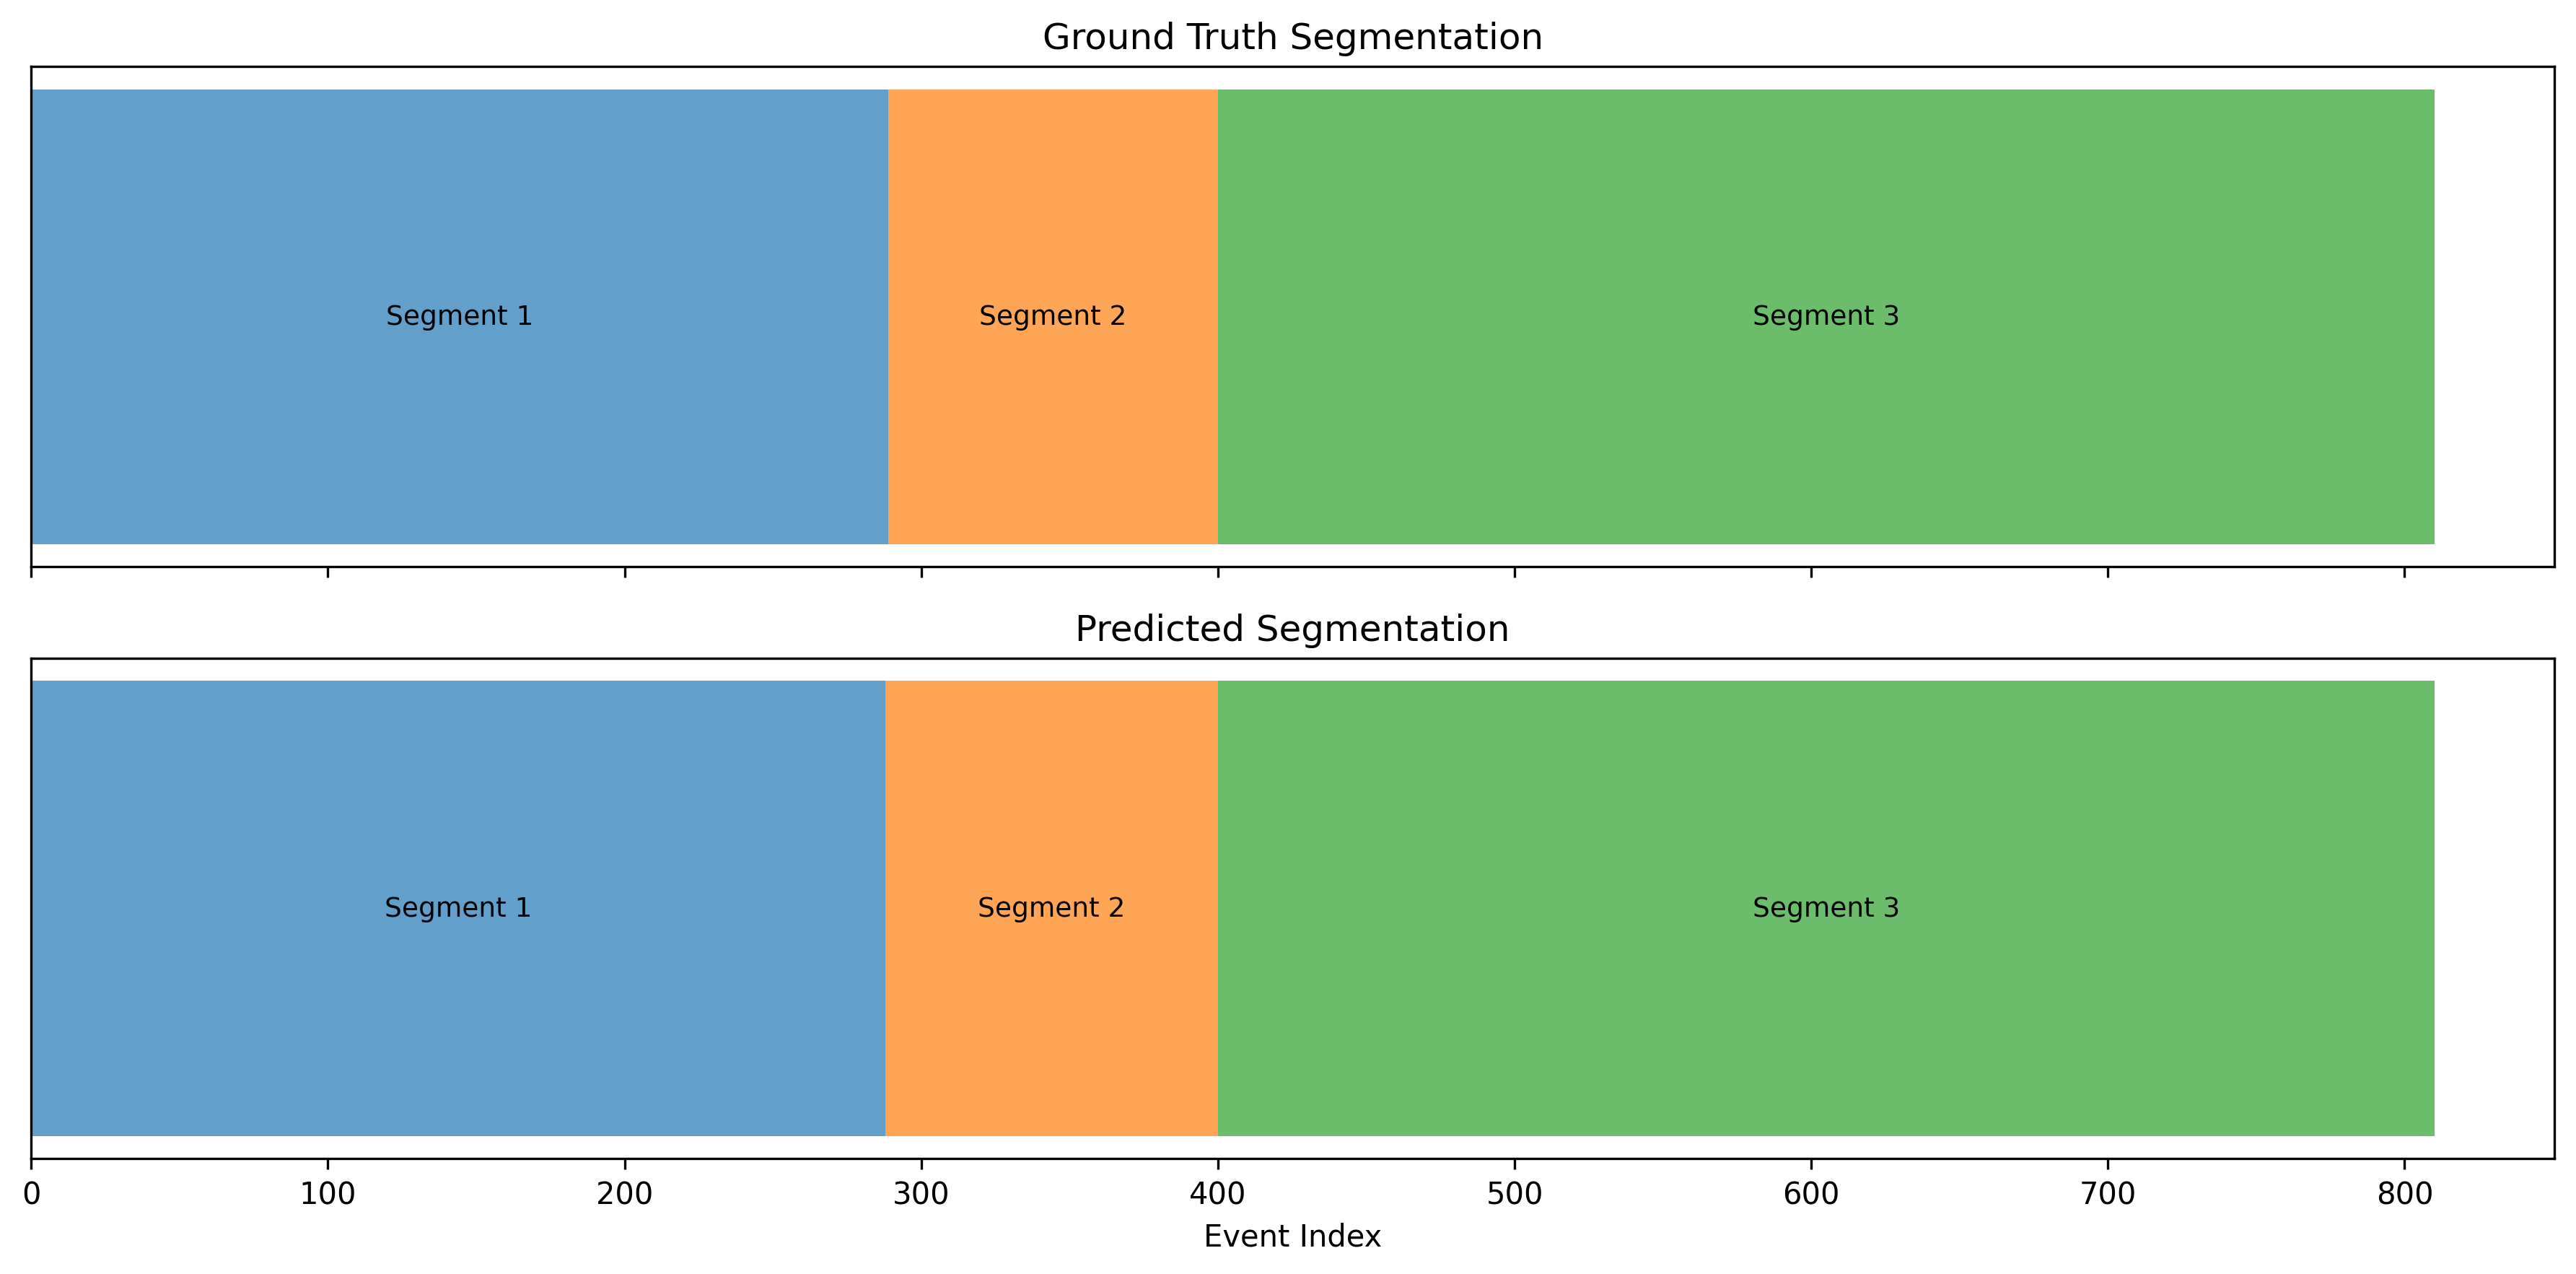 Ground Truth Segmentation
Segment 1 Segment 2 Segment 3
Predicted Segmentation
Segment 1 Segment 2 Segment 3
0 100 200 300 400 500 600 700 800
Event Index